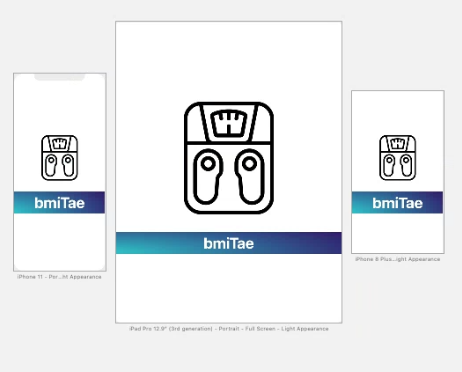 bmiTae
iPhone 11 - Por...ht Appearance
bmiTae
iPad Pro 12.9" (3rd generation) - Portrait - Full Screen - Light Appearance
bmiTae
iPhone 8 Plus...ight Appearance